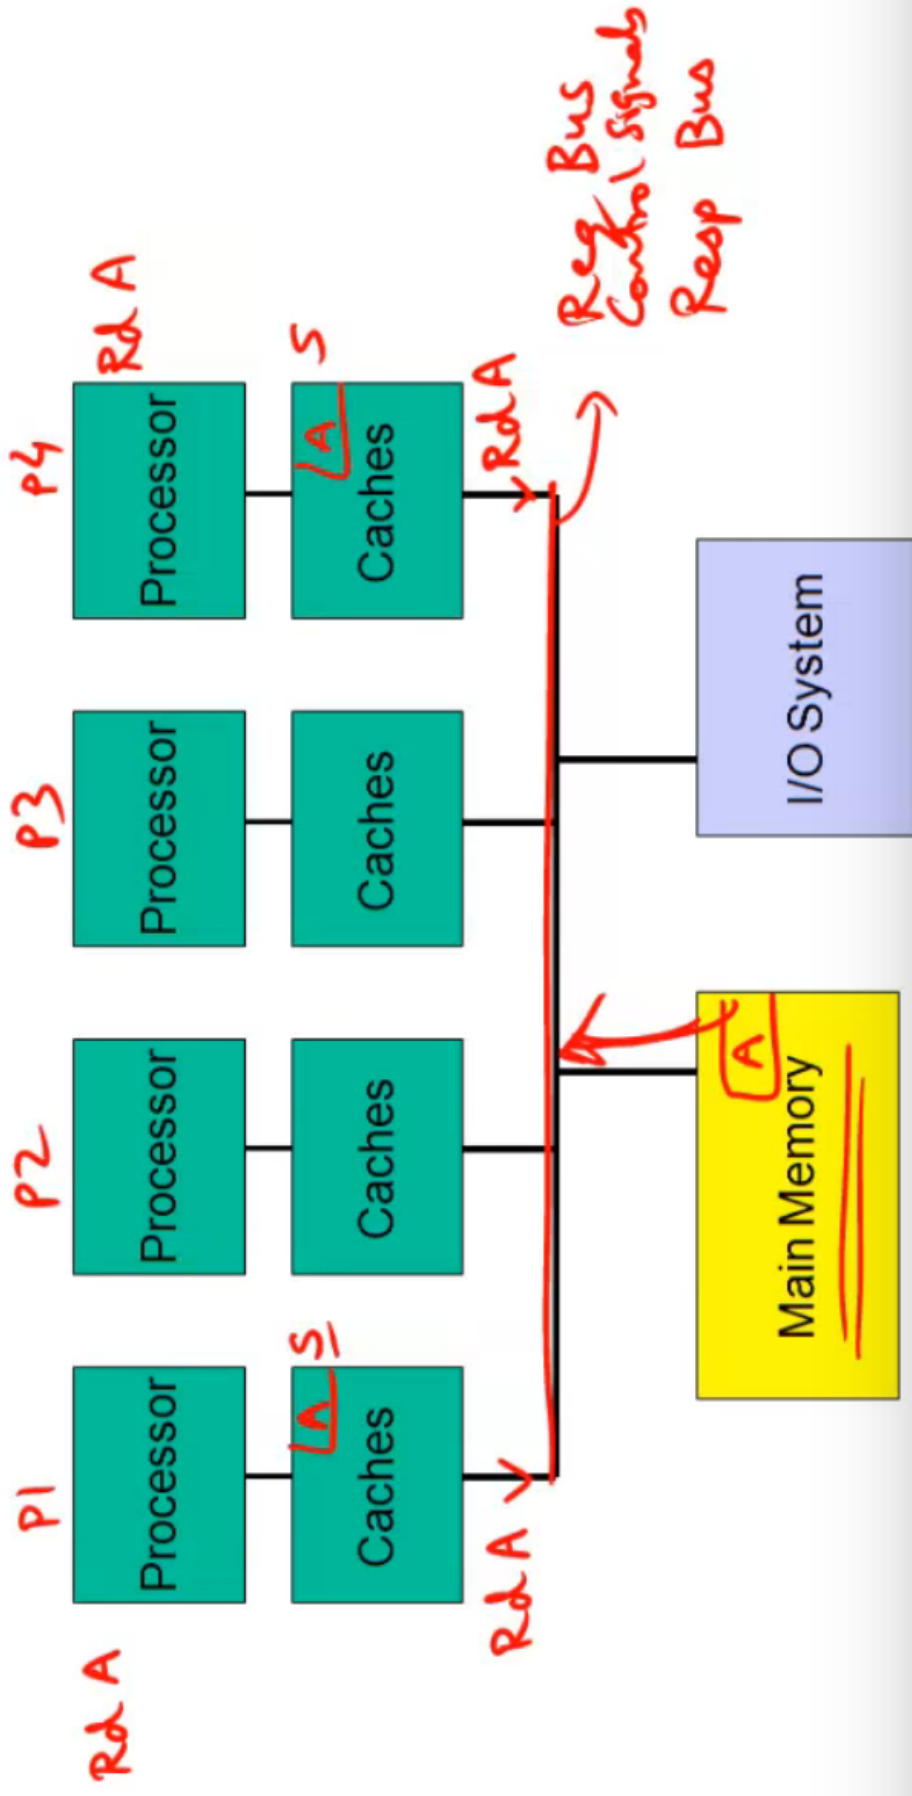 P1 P2 P3 P4
Rd A Rd A
Processor Processor Processor Processor
A S A S
Caches Caches Caches Caches
Rd A Rd A
Req Bus
Control Signals
Resp Bus
A
Main Memory I/O System